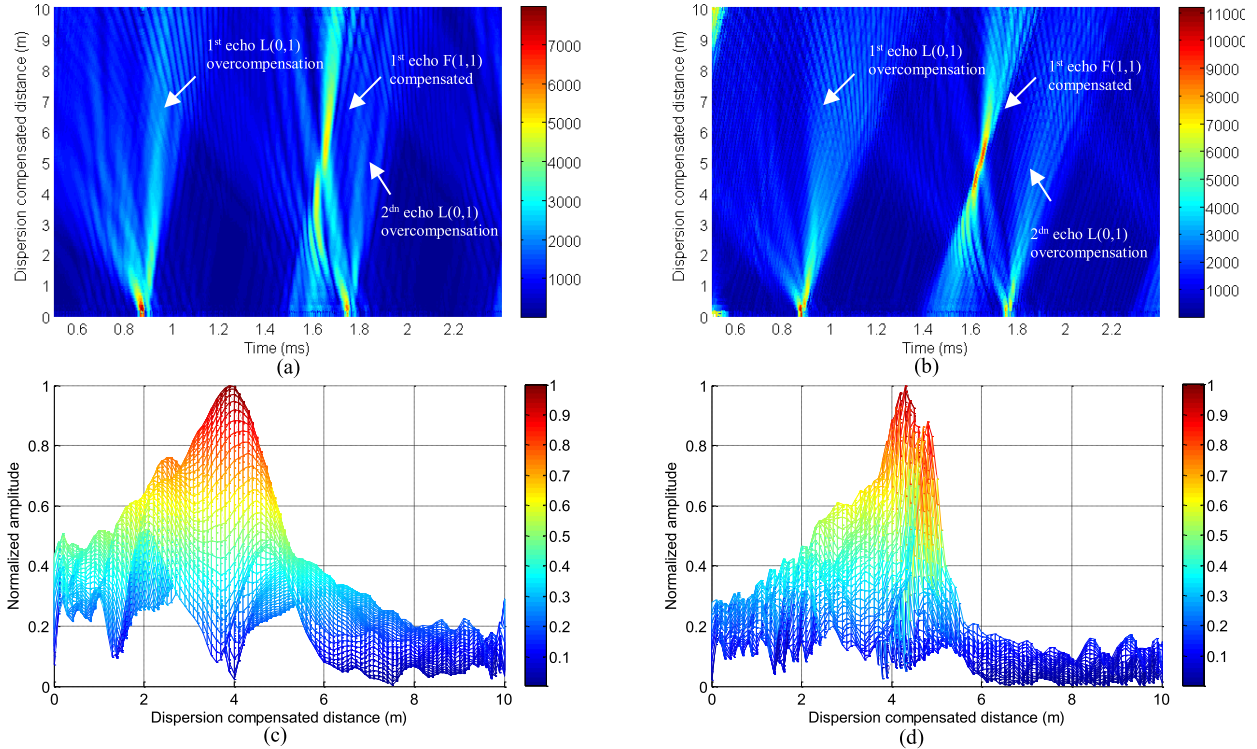 (a)
10
9
8
7
6
5
4
3
2
1
0
Dispersion compensated distance (m)
0.6 0.8 1 1.2 1.4 1.6 1.8 2 2.2
Time (ms)
1st echo L(0,1)
overcompensation
1st echo F(1,1)
compensated
2dn echo L(0,1)
overcompensation
7000
6000
5000
4000
3000
2000
1000
10
9
8
7
6
5
4
3
2
1
0
Dispersion compensated distance (m)
0.6 0.8 1 1.2 1.4 1.6 1.8 2 2.2
Time (ms)
(b)
1st echo L(0,1)
overcompensation
1st echo F(1,1)
compensated
2dn echo L(0,1)
overcompensation
11000
10000
9000
8000
7000
6000
5000
4000
3000
2000
1000
(a)
1
0.8
0.6
0.4
0.2
0
Normalized amplitude
0 2 4 6 8 10
Dispersion compensated distance (m)
(c)
1
0.9
0.8
0.7
0.6
0.5
0.4
0.3
0.2
0.1
1
0.8
0.6
0.4
0.2
0
Normalized amplitude
0 2 4 6 8 10
Dispersion compensated distance (m)
(d)
1
0.9
0.8
0.7
0.6
0.5
0.4
0.3
0.2
0.1